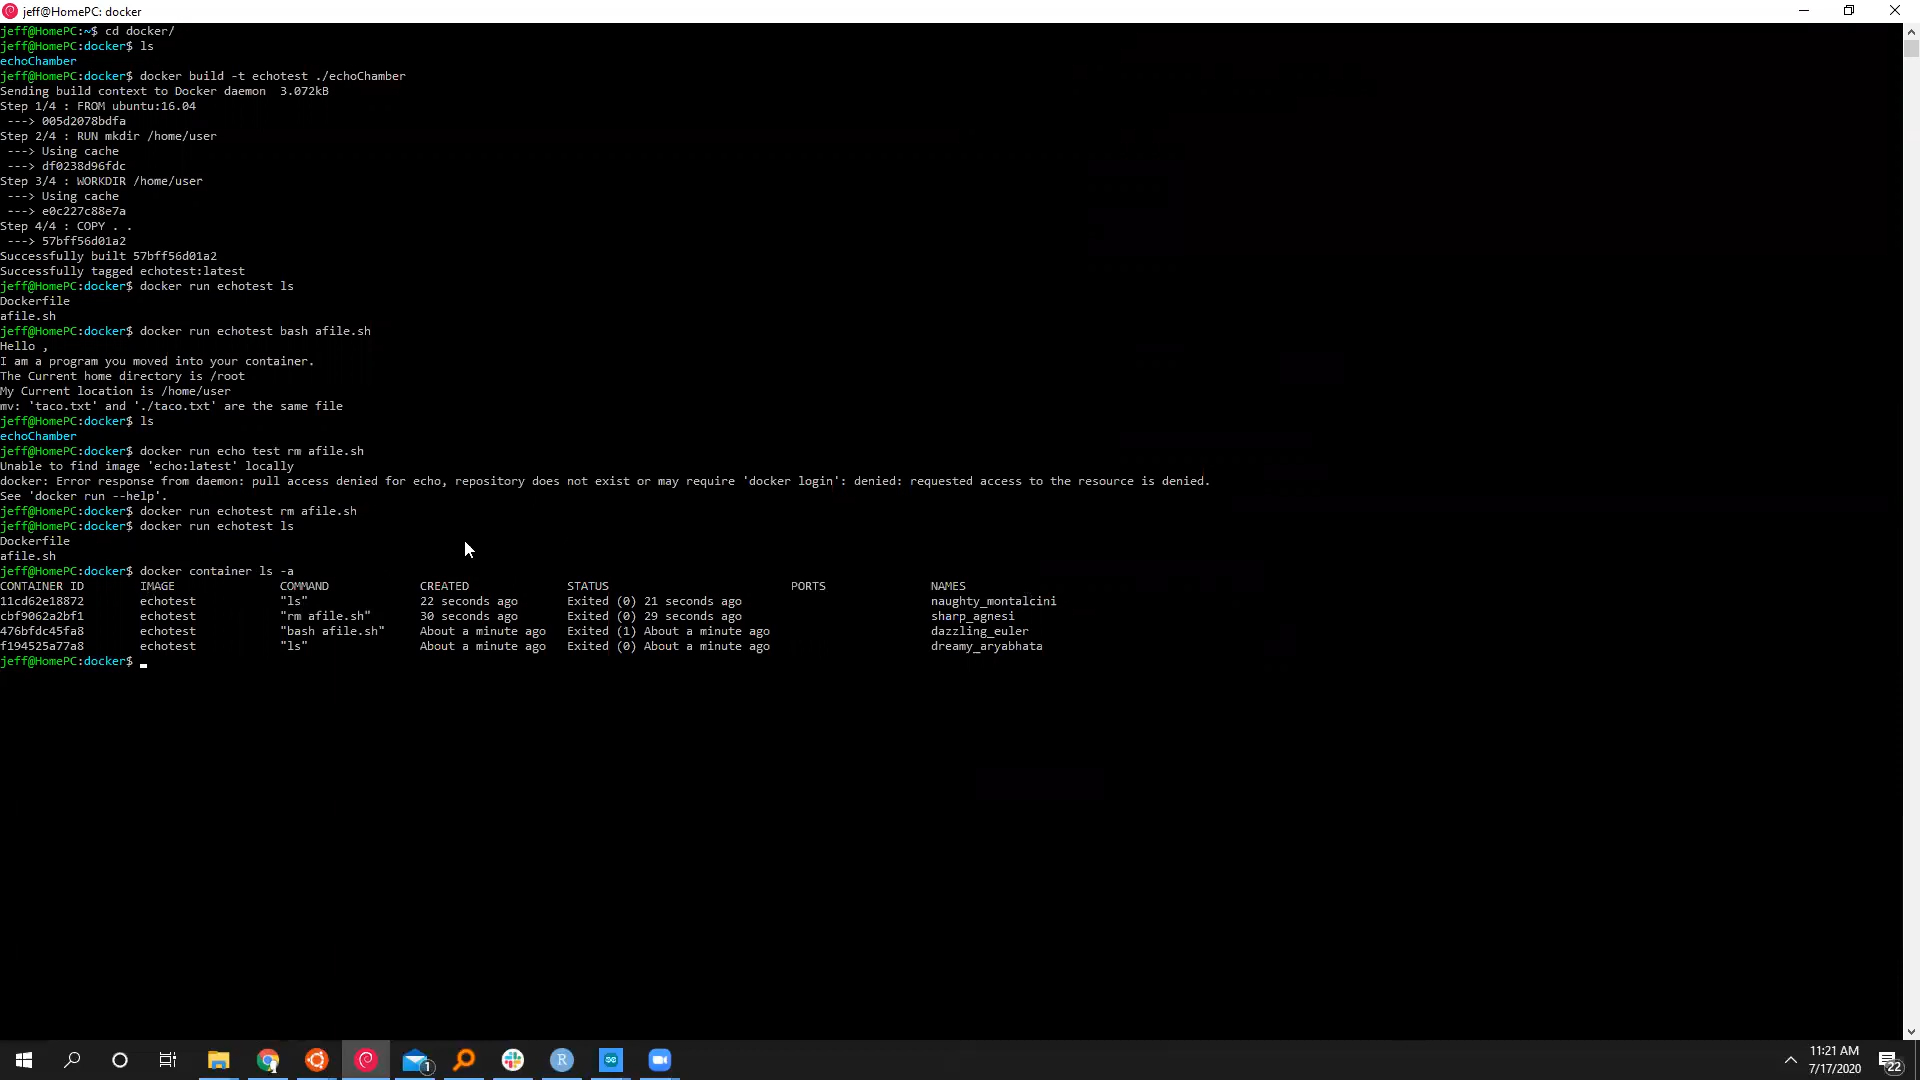 jeff@HomePC: docker
jeff@HomePC:~$ cd docker/
jeff@HomePC:docker$ ls
echoChamber
jeff@HomePC:docker$ docker build -t echotest ./echoChamber
Sending build context to Docker daemon  3.072kB
Step 1/4 : FROM ubuntu:16.04
 ---> 005d2078bdfa
Step 2/4 : RUN mkdir /home/user
 ---> Using cache
 ---> df0238d96fdc
Step 3/4 : WORKDIR /home/user
 ---> Using cache
 ---> e0c227c88e7a
Step 4/4 : COPY . .
 ---> 57bff56d01a2
Successfully built 57bff56d01a2
Successfully tagged echotest:latest
jeff@HomePC:docker$ docker run echotest ls
Dockerfile
afile.sh
jeff@HomePC:docker$ docker run echotest bash afile.sh
Hello ,
I am a program you moved into your container.
The Current home directory is /root
My Current location is /home/user
mv: 'taco.txt' and './taco.txt' are the same file
jeff@HomePC:docker$ ls
echoChamber
jeff@HomePC:docker$ docker run echo test rm afile.sh
Unable to find image 'echo:latest' locally
docker: Error response from daemon: pull access denied for echo, repository does not exist or may require 'docker login': denied: requested access to the resource is denied.
See 'docker run --help'.
jeff@HomePC:docker$ docker run echotest rm afile.sh
jeff@HomePC:docker$ docker run echotest ls
Dockerfile
afile.sh
jeff@HomePC:docker$ docker container ls -a
CONTAINER ID        IMAGE               COMMAND             CREATED              STATUS                          PORTS               NAMES
11cd62e18872        echotest            "ls"                22 seconds ago       Exited (0) 21 seconds ago                           naughty_montalcini
cbf9062a2bf1        echotest            "rm afile.sh"       30 seconds ago       Exited (0) 29 seconds ago                           sharp_agnesi
476bfdc45fa8        echotest            "bash afile.sh"     About a minute ago   Exited (1) About a minute ago                       dazzling_euler
f194525a77a8        echotest            "ls"                About a minute ago   Exited (0) About a minute ago                       dreamy_aryabhata
jeff@HomePC:docker$
1
R
11:21 AM
7/17/2020
22